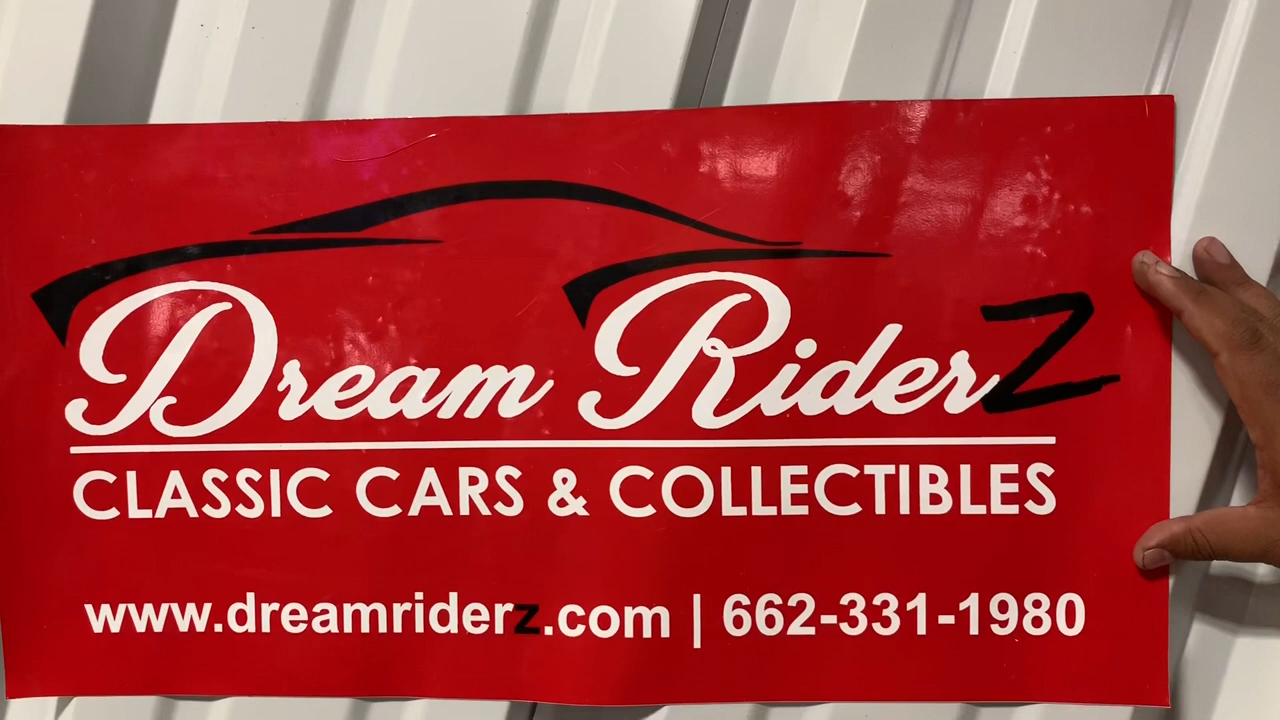 Dream RiderZ
CLASSIC CARS & COLLECTIBLES
www.dreamriderz.com | 662-331-1980